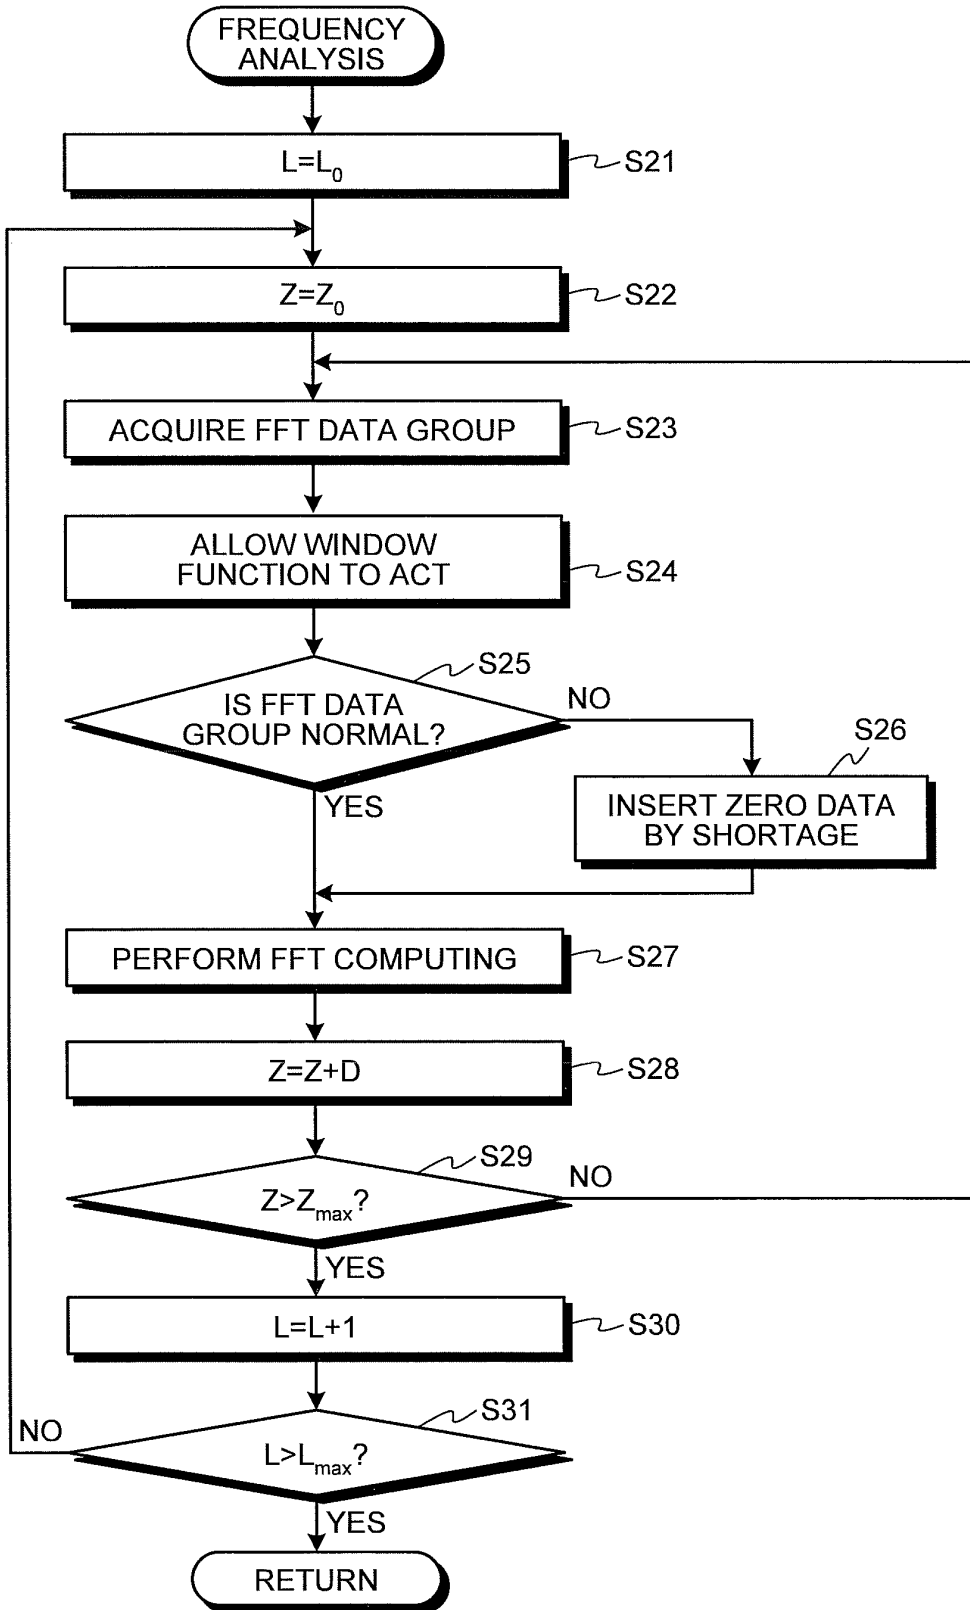 FREQUENCY
ANALYSIS
L=L0
S21
Z=Z0
S22
ACQUIRE FFT DATA GROUP
S23
ALLOW WINDOW
FUNCTION TO ACT
S24
S25
IS FFT DATA
GROUP NORMAL?
NO
YES
S26
INSERT ZERO DATA
BY SHORTAGE
PERFORM FFT COMPUTING
S27
Z=Z+D
S28
S29
Z>Zmax?
NO
YES
L=L+1
S30
S31
L>Lmax?
NO
YES
RETURN